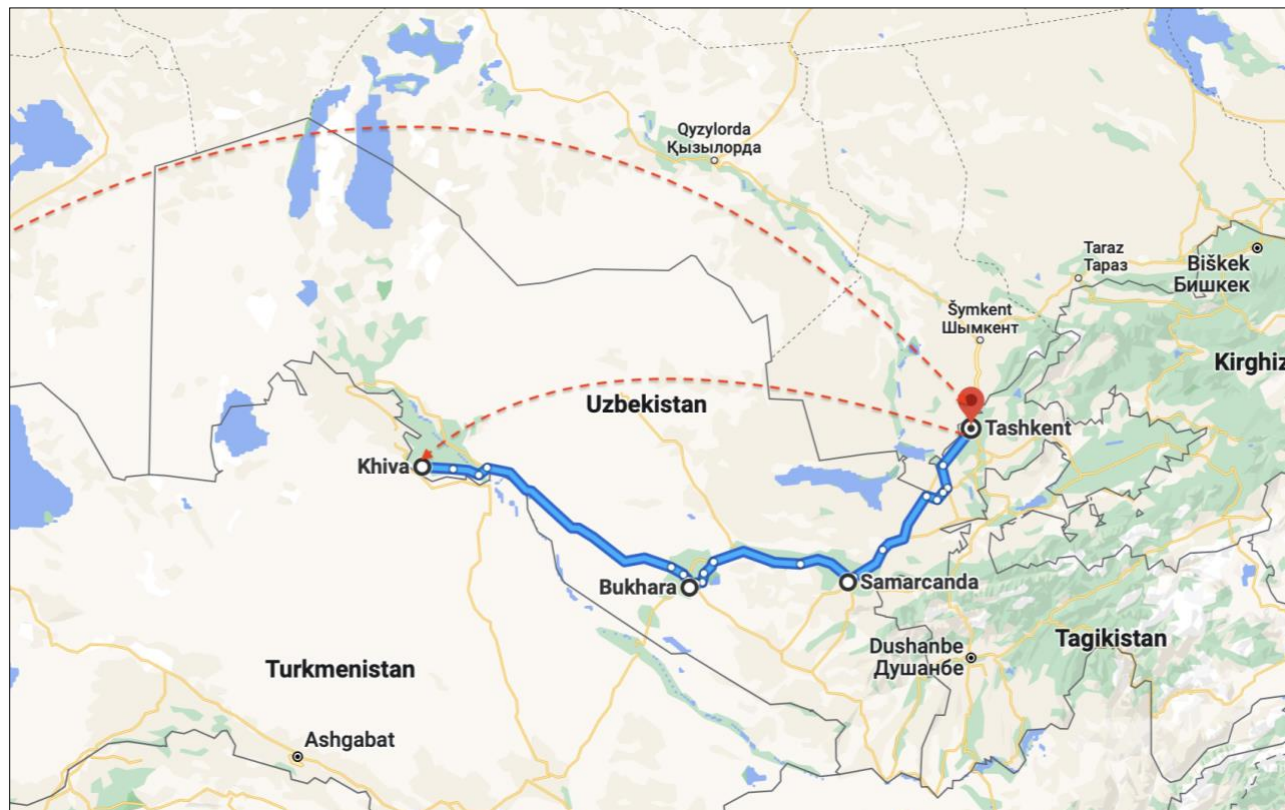 Qyzylorda
Қызылорда
Taraz
Тараз
Biškek
Бишкек
Šymkent
Шымкент
Kirghiz
Uzbekistan
Tashkent
Khiva
Bukhara
Samarcanda
Dushanbe
Душанбе
Tagikistan
Turkmenistan
Ashgabat